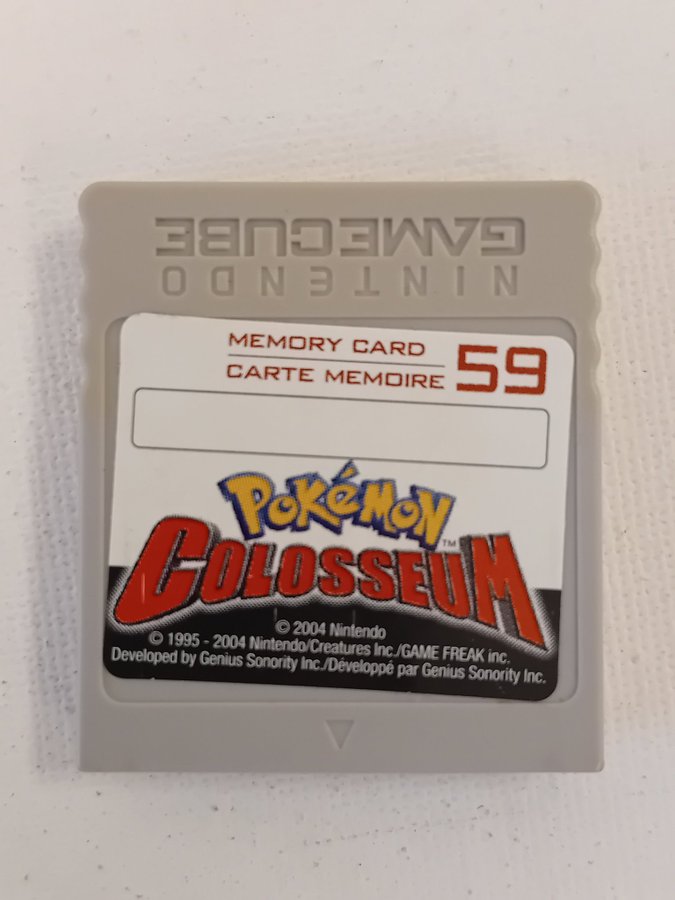 NINTENDO
GAMECUBE
MEMORY CARD
CARTE MEMOIRE 59
POKéMON™
COLOSSEUM
© 2004 Nintendo
© 1995 - 2004 Nintendo/Creatures Inc./GAME FREAK inc.
Developed by Genius Sonority Inc./Développé par Genius Sonority Inc.